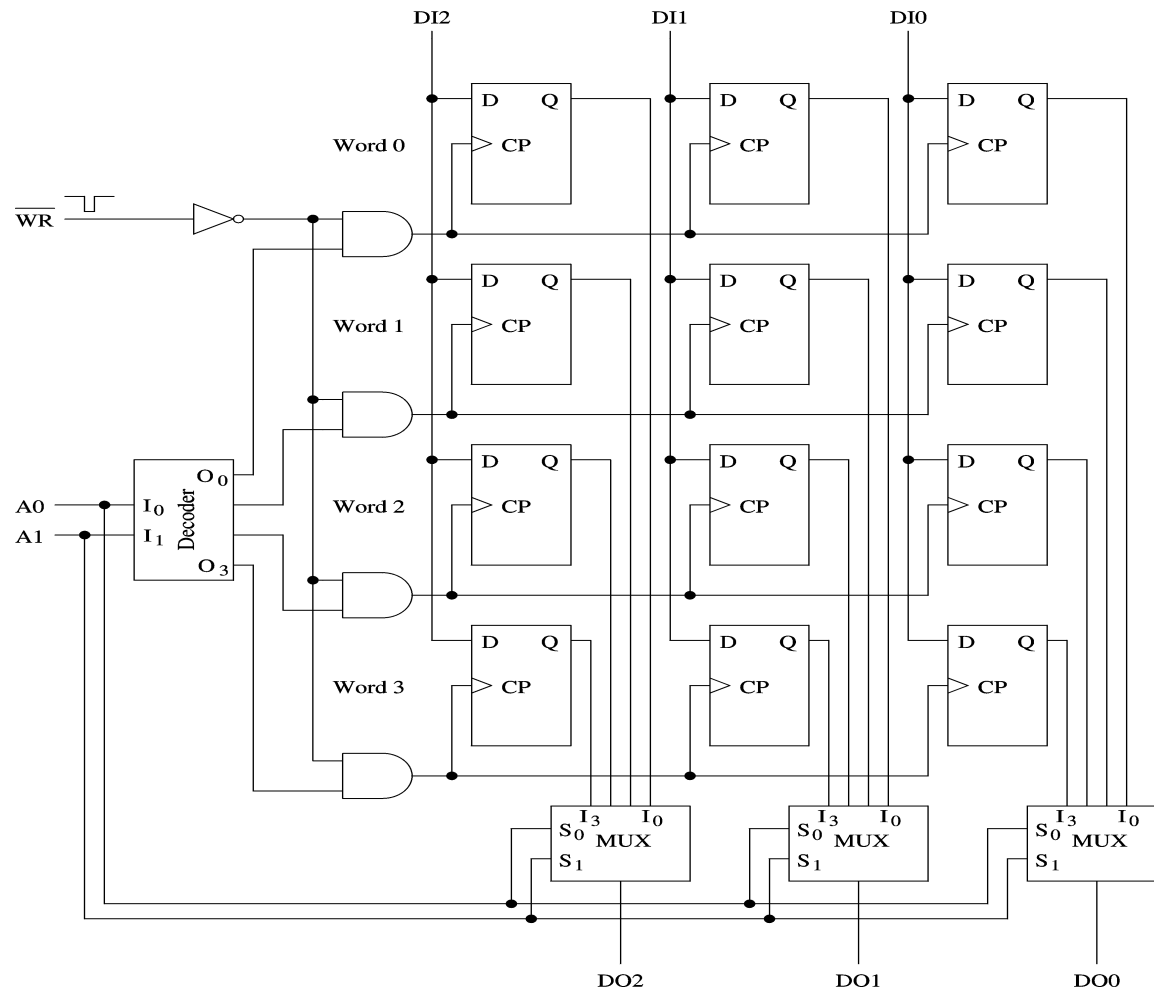 DI2 DI1 DI0
D Q D Q D Q
Word 0 CP CP CP
WR
D Q D Q D Q
Word 1 CP CP CP
O0
D Q D Q D Q
A0 I0 Decoder Word 2 CP CP CP
A1 I1
O3
D Q D Q D Q
Word 3 CP CP CP
I3 I0 I3 I0 I3 I0
S0 MUX S0 MUX S0 MUX
S1 S1 S1
DO2 DO1 DO0